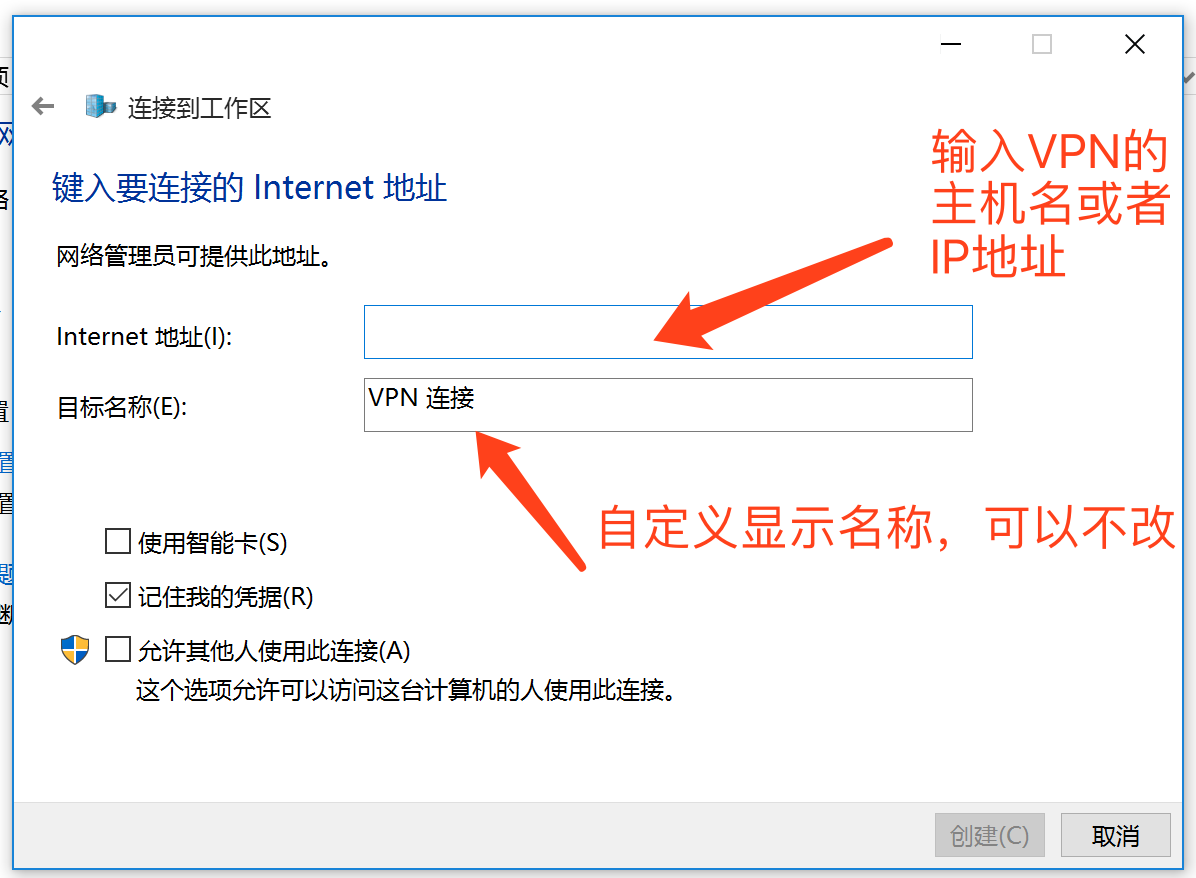 连接到工作区
输入VPN的
主机名或者
IP地址
键入要连接的 Internet 地址
网络管理员可提供此地址。
Internet 地址(I):
目标名称(E):
VPN 连接
自定义显示名称，可以不改
使用智能卡(S)
记住我的凭据(R)
允许其他人使用此连接(A)
这个选项允许可以访问这台计算机的人使用此连接。
创建(C)
取消